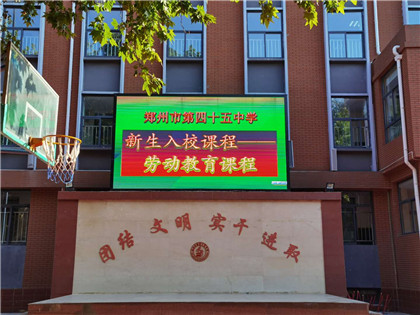 郑州市第四十五中学
新生入校课程——
劳动教育课程
团结 文明 实干 进取